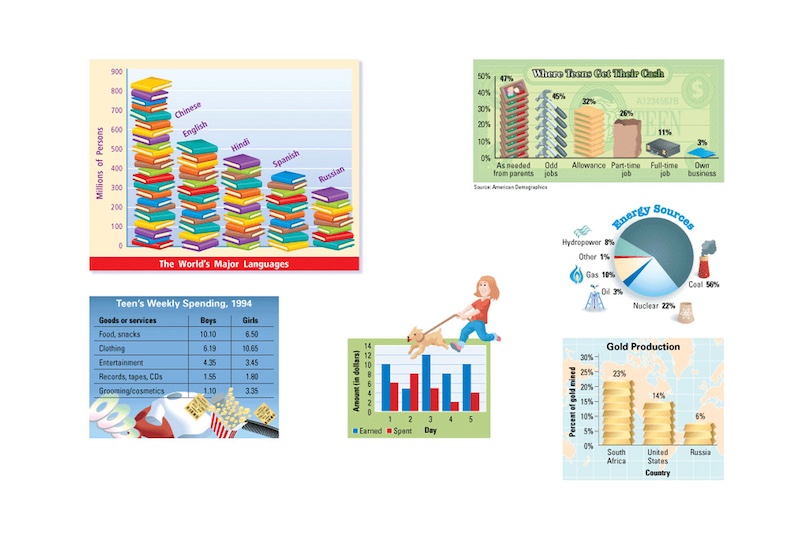 900
800
700
600
500
400
300
200
100
0
Millions of Persons
Chinese
English
Hindi
Spanish
Russian
The World's Major Languages
Where Teens Get Their Cash
50%
40%
30%
20%
10%
0%
47%
45%
32%
26%
11%
3%
As needed from parents
Odd jobs
Allowance
Part-time job
Full-time job
Own business
Source: American Demographics
Energy Sources
Hydropower 8%
Other 1%
Gas 10%
Oil 3%
Nuclear 22%
Coal 56%
Teen's Weekly Spending, 1994
Goods or services Boys Girls
Food, snacks 10.10 6.50
Clothing 6.19 10.65
Entertainment 4.35 3.45
Records, tapes, CDs 1.55 1.80
Grooming/cosmetics 1.10 3.35
Amount (in dollars)
14
12
10
8
6
4
2
0
1 2 3 4 5
Earned Spent Day
Gold Production
Percent of gold mined
30%
25%
20%
15%
10%
5%
0%
23%
14%
6%
South Africa
United States
Russia
Country